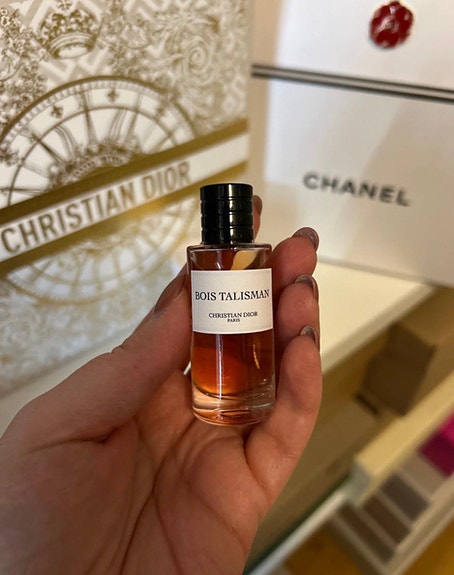 CHRISTIAN DIOR
CHANEL
BOIS TALISMAN
CHRISTIAN DIOR
PARIS